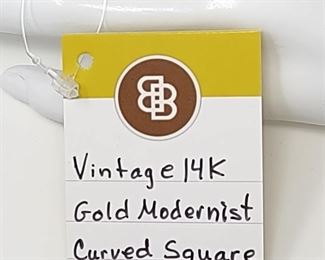 Vintage 14K
Gold Modernist
Curved Square